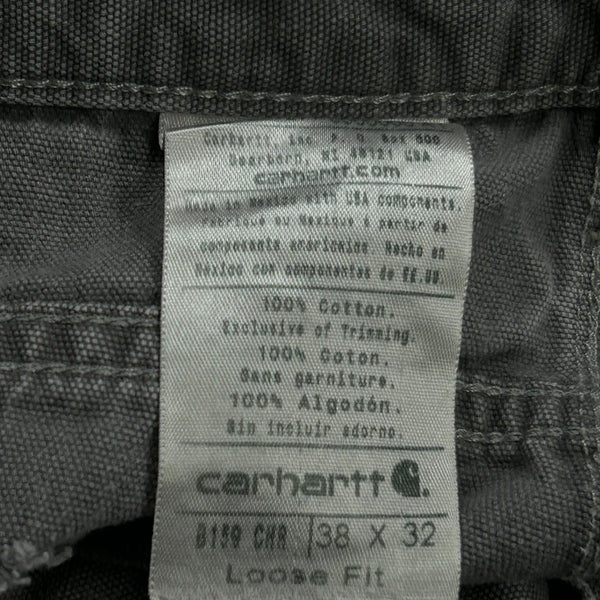 Carhartt, Inc. P.O. Box 600
Dearborn, MI 48121 USA
carhartt.com
Made in Mexico with USA components.
Fabriqué au Mexique à partir de
composants américains Hecho en
Mexico con componentes de EE.UU.
100% Cotton.
Exclusive of Trimming.
100% Coton.
Sans garniture.
100% Algodón.
Sin incluir adorno.
carhartt
B159 CHR 38 X 32
Loose Fit